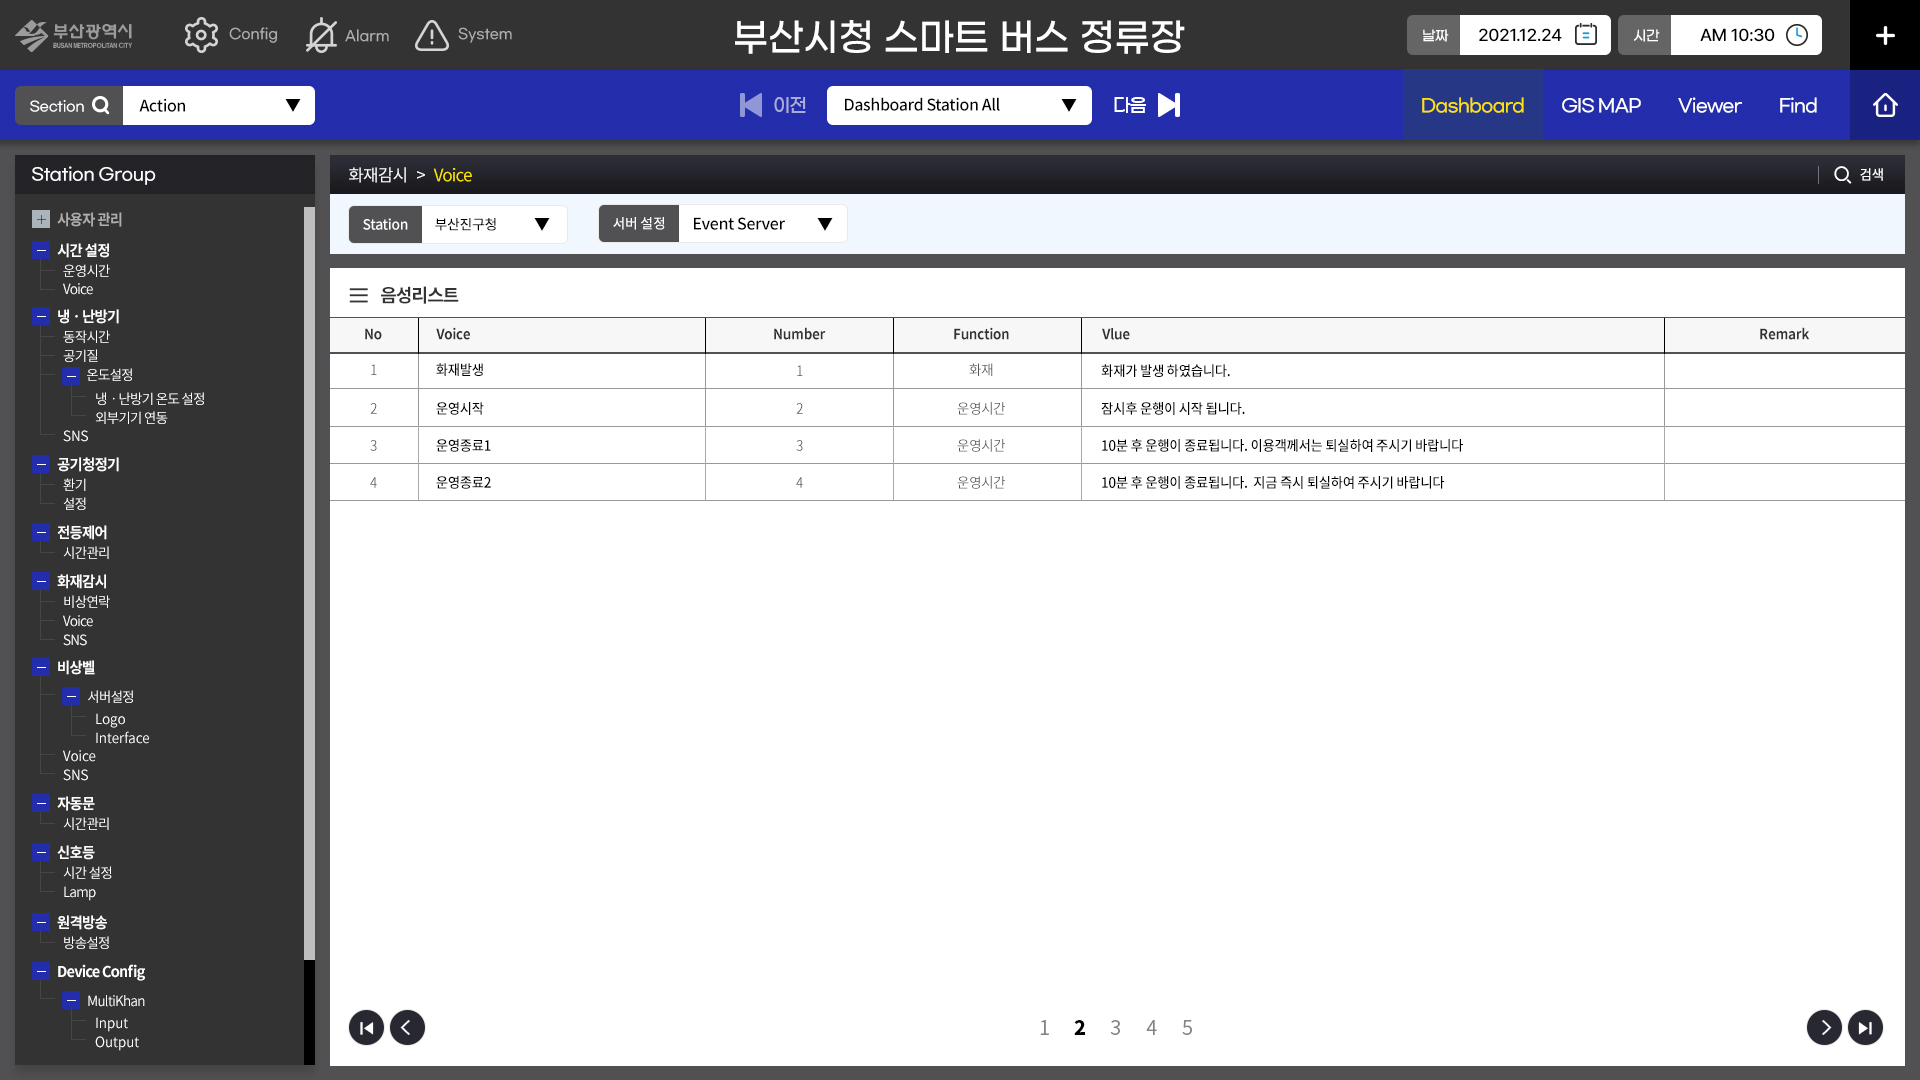 부산광역시
BUSAN METROPOLITAN CITY
Config
Alarm
System
부산시청 스마트 버스 정류장
날짜 2021.12.24
시간 AM 10:30
Section Action
이전 Dashboard Station All 다음
Dashboard GIS MAP Viewer Find
Station Group
사용자 관리
시간 설정
운영시간
Voice
냉 · 난방기
동작시간
공기질
온도설정
냉 · 난방기 온도 설정
외부기기 연동
SNS
공기청정기
환기
설정
전등제어
시간관리
화재감시
비상연락
Voice
SNS
비상벨
서버설정
Logo
Interface
Voice
SNS
자동문
시간관리
신호등
시간 설정
Lamp
원격방송
방송설정
Device Config
MultiKhan
Input
Output
화재감시 > Voice
검색
Station 부산진구청
서버 설정 Event Server
음성리스트
No Voice Number Function Vlue Remark
1 화재발생 1 화재 화재가 발생 하였습니다.
2 운영시작 2 운영시간 잠시후 운행이 시작 됩니다.
3 운영종료1 3 운영시간 10분 후 운행이 종료됩니다. 이용객께서는 퇴실하여 주시기 바랍니다
4 운영종료2 4 운영시간 10분 후 운행이 종료됩니다. 지금 즉시 퇴실하여 주시기 바랍니다
1 2 3 4 5